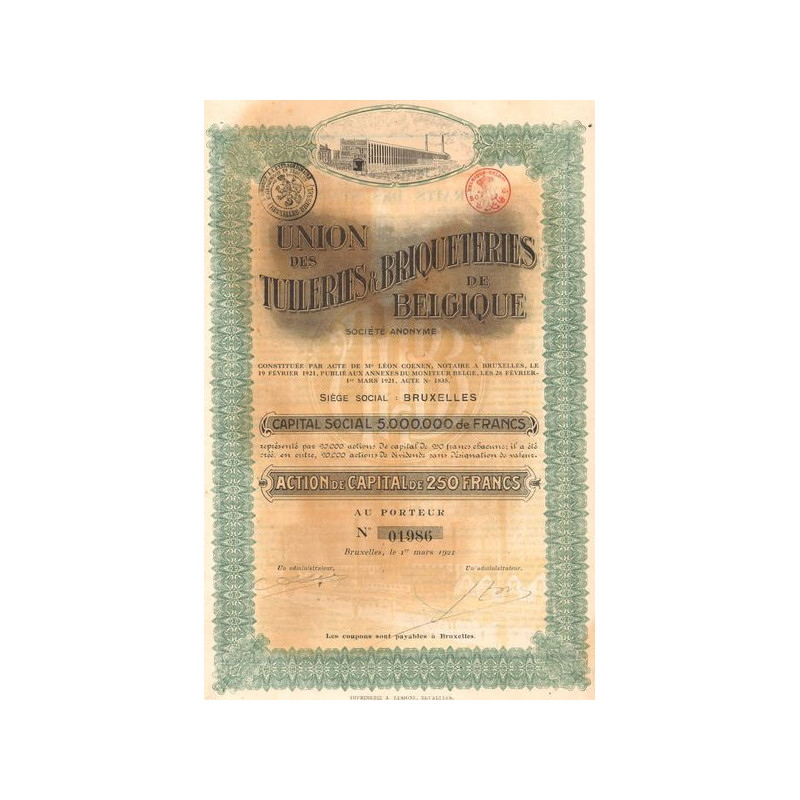 UNION
DES
TUILERIES & BRIQUETERIES
DE
BELGIQUE
SOCIÉTÉ ANONYME
CONSTITUÉE PAR ACTE DE Me LÉON COENEN, NOTAIRE A BRUXELLES, LE
19 FÉVRIER 1921, PUBLIÉ AUX ANNEXES DU MONITEUR BELGE, LES 28 FÉVRIER-
1er MARS 1921, ACTE No 1838.
SIÈGE SOCIAL : BRUXELLES
CAPITAL SOCIAL 5.000.000 de FRANCS
représenté par 20.000 actions de capital de 250 francs chacune; il a été
créé, en outre, 20.000 actions de dividende sans désignation de valeur.
ACTION DE CAPITAL DE 250 FRANCS
AU PORTEUR
No 01986
Bruxelles, le 1er mars 1921
Un administrateur,
Un administrateur,
Les coupons sont payables à Bruxelles.
IMPRIMERIE
BRUXELLES.